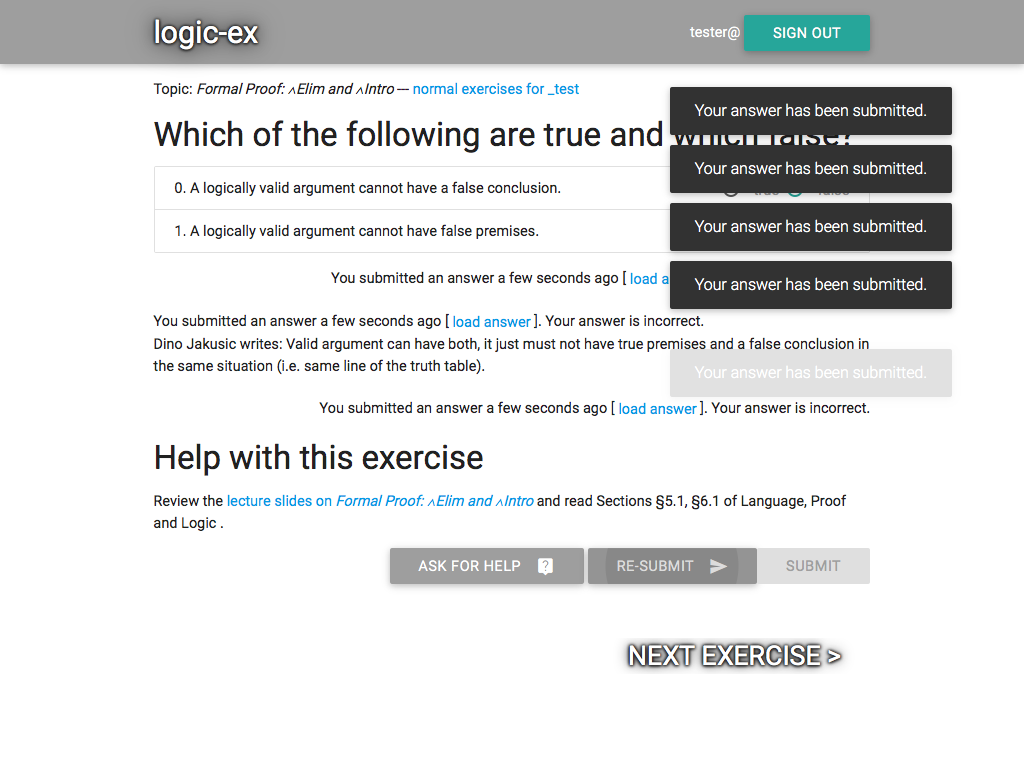 logic-ex
tester@
SIGN OUT
Topic: Formal Proof: ∧Elim and ∧Intro — normal exercises for _test
Your answer has been submitted.
Which of the following are true and which false?
Your answer has been submitted.
0. A logically valid argument cannot have a false conclusion.
true false
Your answer has been submitted.
1. A logically valid argument cannot have false premises.
You submitted an answer a few seconds ago [ load a
Your answer has been submitted.
You submitted an answer a few seconds ago [ load answer ]. Your answer is incorrect.
Dino Jakusic writes: Valid argument can have both, it just must not have true premises and a false conclusion in
the same situation (i.e. same line of the truth table).
Your answer has been submitted.
You submitted an answer a few seconds ago [ load answer ]. Your answer is incorrect.
Help with this exercise
Review the lecture slides on Formal Proof: ∧Elim and ∧Intro and read Sections §5.1, §6.1 of Language, Proof
and Logic .
ASK FOR HELP ?
RE-SUBMIT
SUBMIT
NEXT EXERCISE >